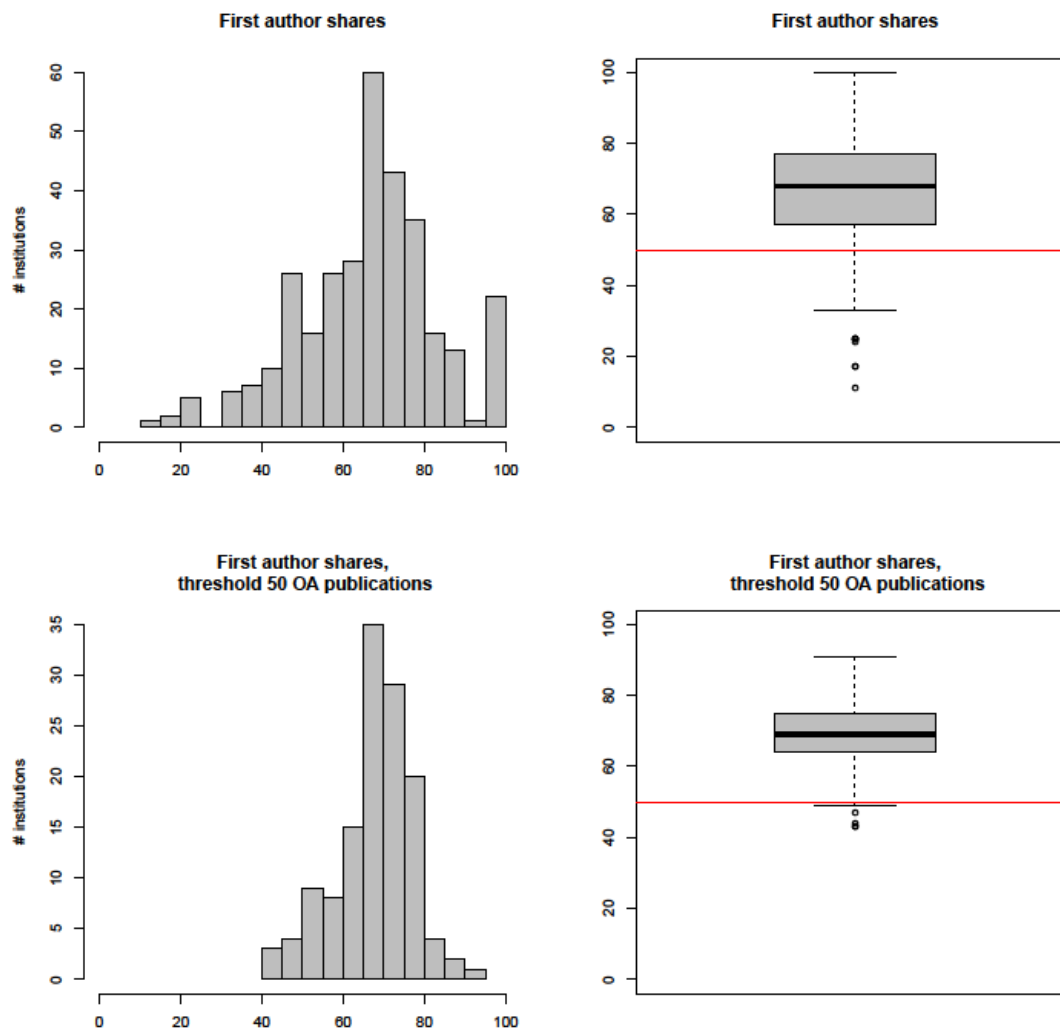 First author shares
# institutions
60
50
40
30
20
10
0
0 20 40 60 80 100
First author shares
100
80
60
40
20
0
First author shares,
threshold 50 OA publications
# institutions
35
30
25
20
15
10
5
0
0 20 40 60 80 100
First author shares,
threshold 50 OA publications
100
80
60
40
20
0